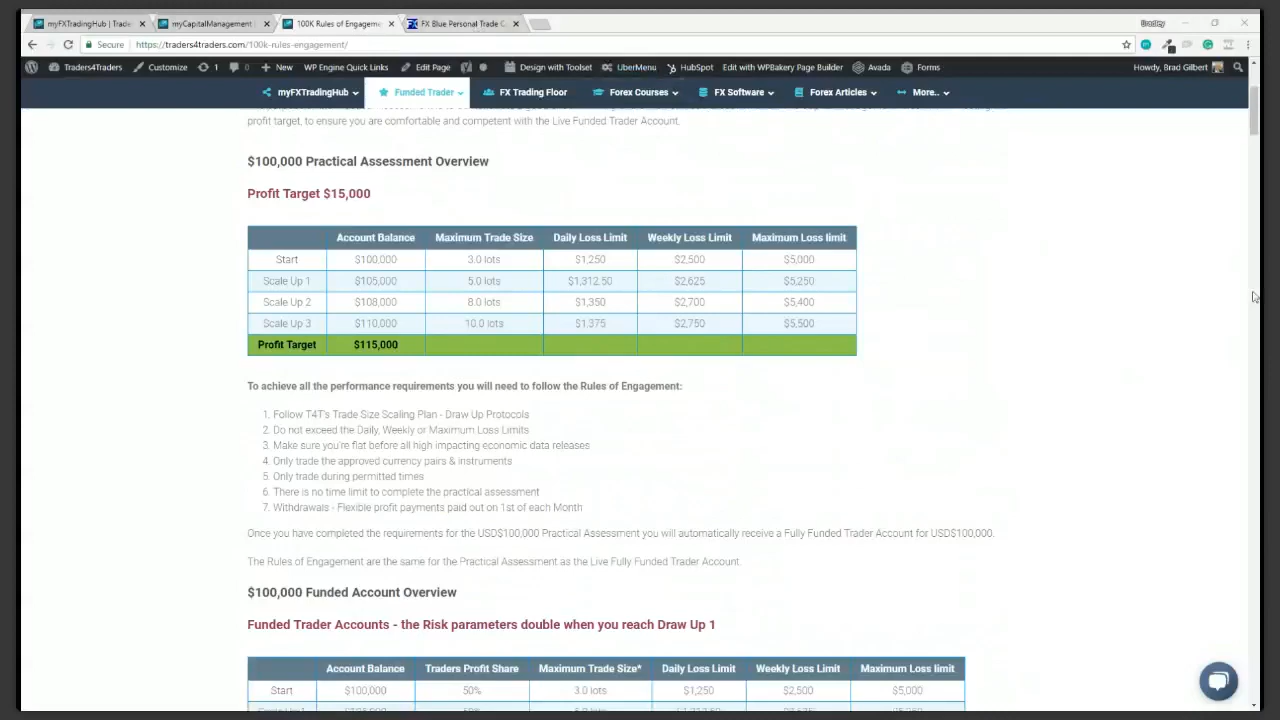 myFXTradingHub | Trade
myCapitalManagement |
100K Rules of Engageme
FX Blue Personal Trade C
Bradley
Secure
https://traders4traders.com/100k-rules-engagement/
Traders4Traders
Customize
1
0
New
WP Engine Quick Links
Edit Page
Design with Toolset
UberMenu
HubSpot
Edit with WPBakery Page Builder
Avada
Forms
Howdy, Brad Gilbert
myFXTradingHub
Funded Trader
FX Trading Floor
Forex Courses
FX Software
Forex Articles
More..
profit target, to ensure you are comfortable and competent with the Live Funded Trader Account.
$100,000 Practical Assessment Overview
Profit Target $15,000
Account Balance Maximum Trade Size Daily Loss Limit Weekly Loss Limit Maximum Loss limit
Start $100,000 3.0 lots $1,250 $2,500 $5,000
Scale Up 1 $105,000 5.0 lots $1,312.50 $2,625 $5,250
Scale Up 2 $108,000 8.0 lots $1,350 $2,700 $5,400
Scale Up 3 $110,000 10.0 lots $1,375 $2,750 $5,500
Profit Target $115,000
To achieve all the performance requirements you will need to follow the Rules of Engagement:
1. Follow T4T's Trade Size Scaling Plan - Draw Up Protocols
2. Do not exceed the Daily, Weekly or Maximum Loss Limits
3. Make sure you're flat before all high impacting economic data releases
4. Only trade the approved currency pairs & instruments
5. Only trade during permitted times
6. There is no time limit to complete the practical assessment
7. Withdrawals - Flexible profit payments paid out on 1st of each Month
Once you have completed the requirements for the USD$100,000 Practical Assessment you will automatically receive a Fully Funded Trader Account for USD$100,000.
The Rules of Engagement are the same for the Practical Assessment as the Live Fully Funded Trader Account.
$100,000 Funded Account Overview
Funded Trader Accounts - the Risk parameters double when you reach Draw Up 1
Account Balance Traders Profit Share Maximum Trade Size* Daily Loss Limit Weekly Loss Limit Maximum Loss limit
Start $100,000 50% 3.0 lots $1,250 $2,500 $5,000